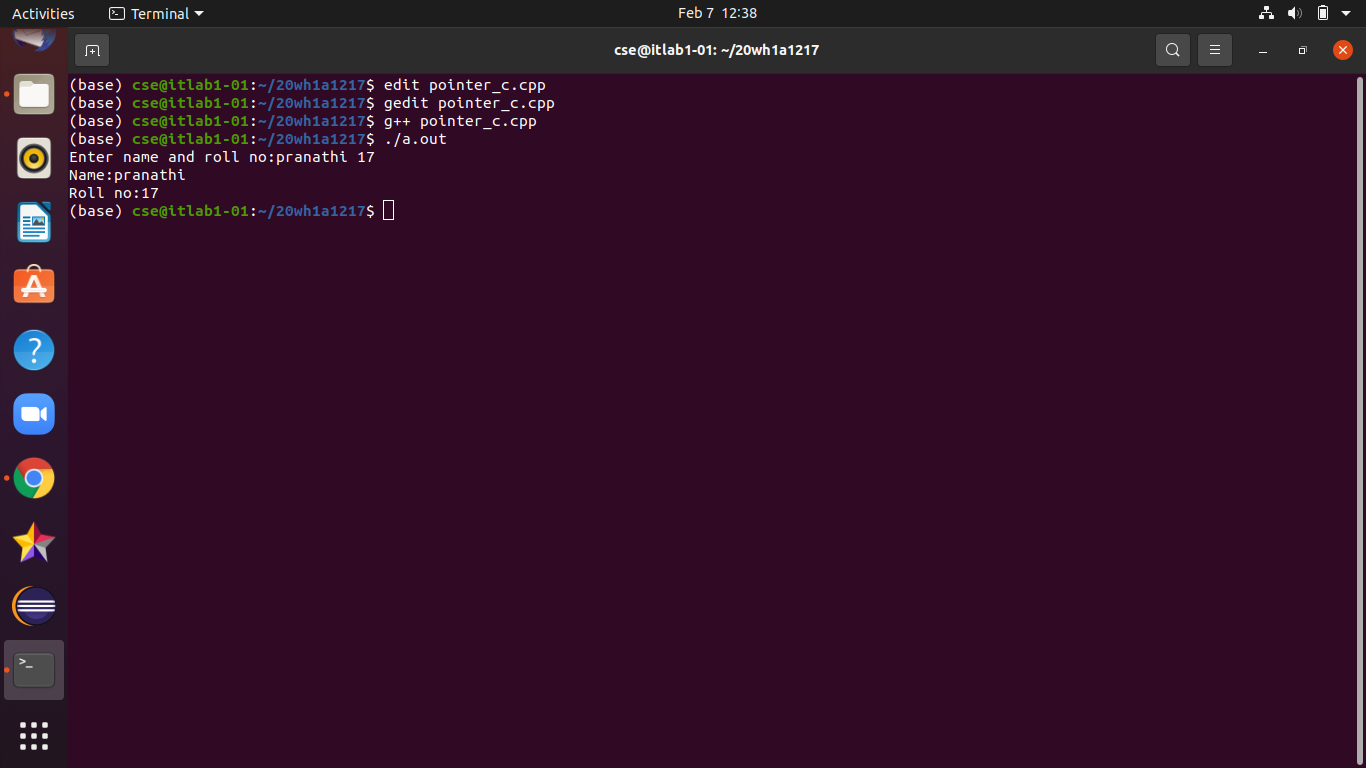 Activities Terminal Feb 7 12:38
cse@itlab1-01: ~/20wh1a1217
(base) cse@itlab1-01:~/20wh1a1217$ edit pointer_c.cpp
(base) cse@itlab1-01:~/20wh1a1217$ gedit pointer_c.cpp
(base) cse@itlab1-01:~/20wh1a1217$ g++ pointer_c.cpp
(base) cse@itlab1-01:~/20wh1a1217$ ./a.out
Enter name and roll no:pranathi 17
Name:pranathi
Roll no:17
(base) cse@itlab1-01:~/20wh1a1217$